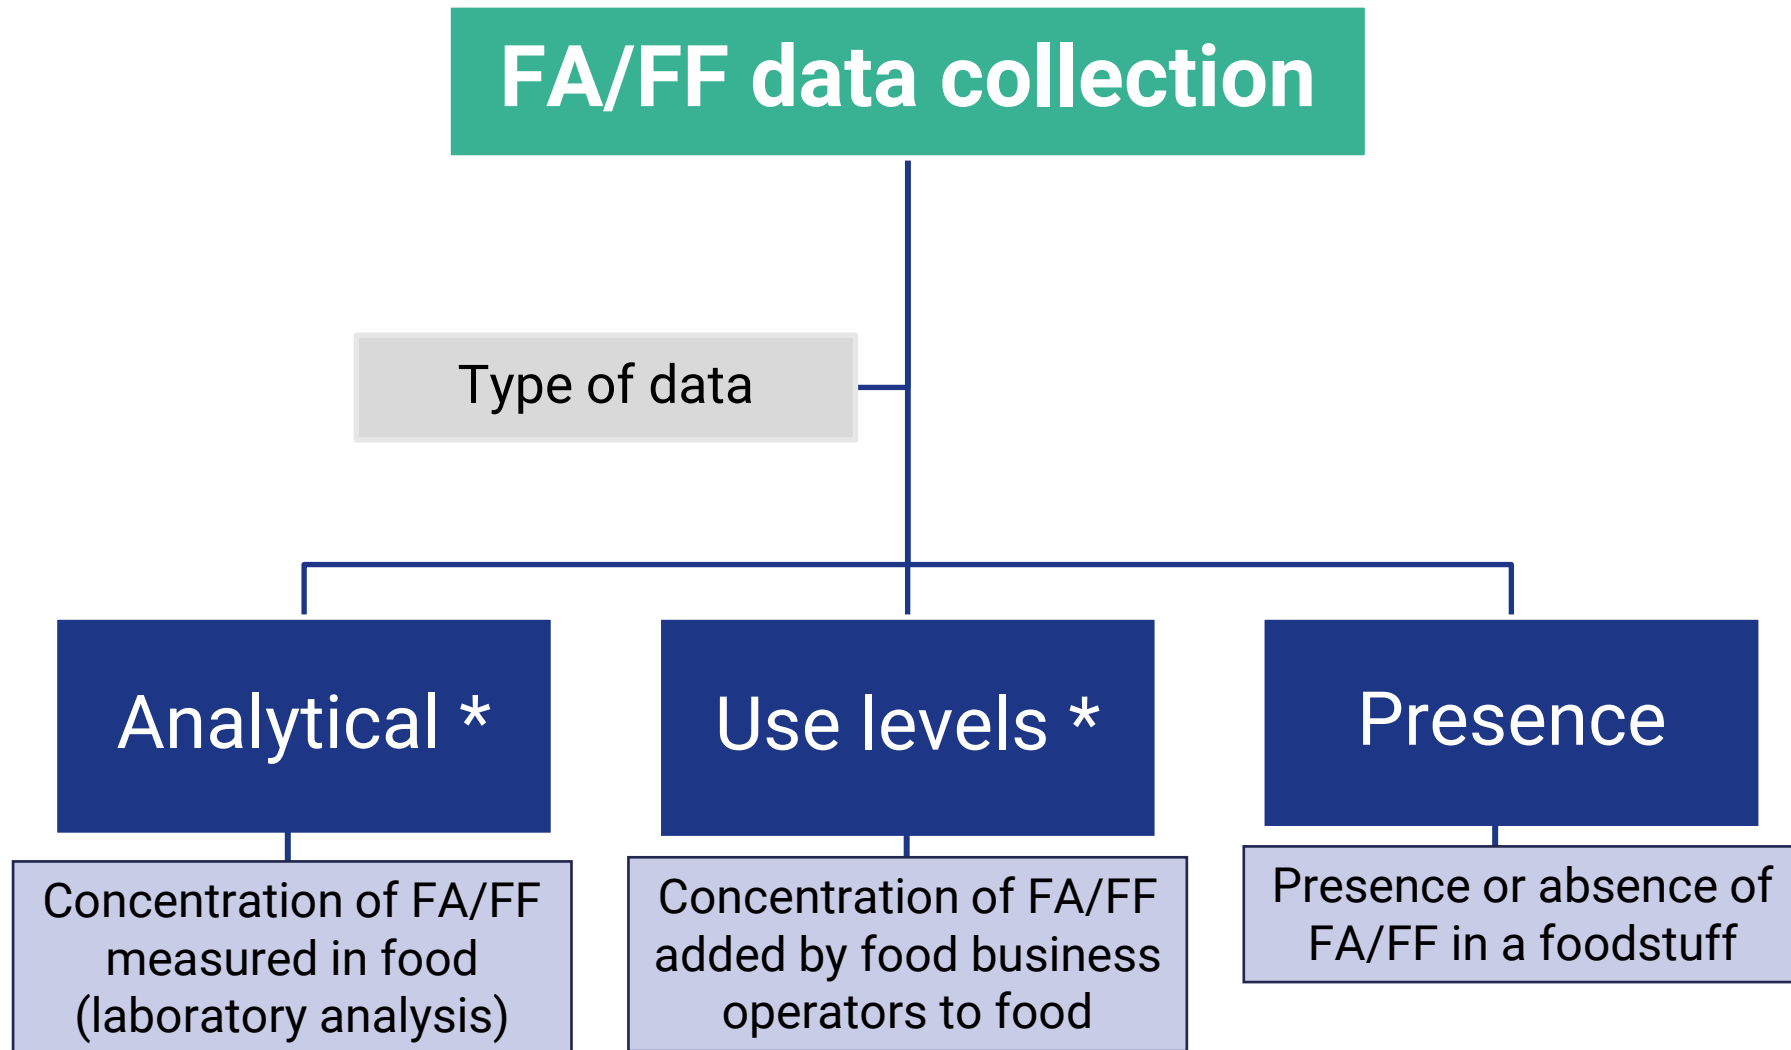 FA/FF data collection
Type of data
Analytical *
Use levels *
Presence
Concentration of FA/FF
measured in food
(laboratory analysis)
Concentration of FA/FF
added by food business
operators to food
Presence or absence of
FA/FF in a foodstuff